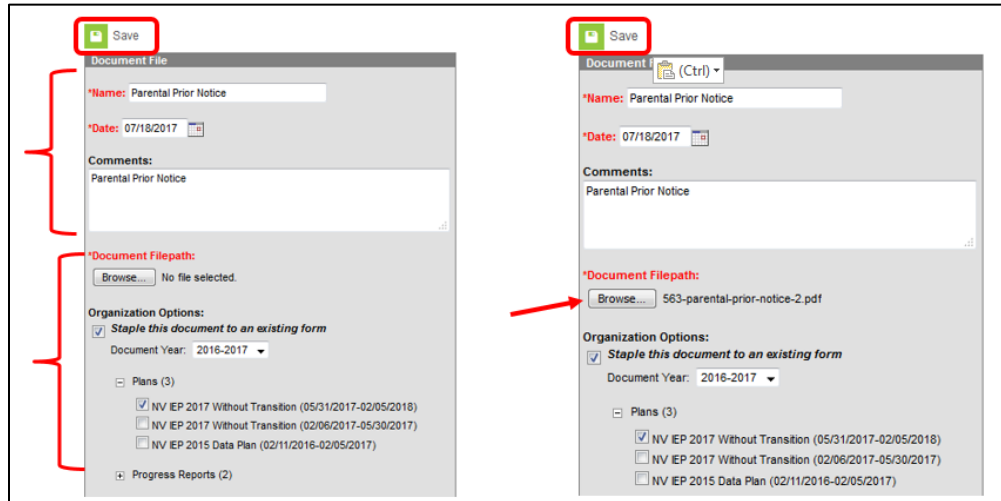 Save
Document File
*Name: Parental Prior Notice
*Date: 07/18/2017
Comments:
Parental Prior Notice
*Document Filepath:
Browse... No file selected.
Organization Options:
Staple this document to an existing form
Document Year: 2016-2017
Plans (3)
NV IEP 2017 Without Transition (05/31/2017-02/05/2018)
NV IEP 2017 Without Transition (02/06/2017-05/30/2017)
NV IEP 2015 Data Plan (02/11/2016-02/05/2017)
Progress Reports (2)
Save
Document F
(Ctrl)
*Name: Parental Prior Notice
*Date: 07/18/2017
Comments:
Parental Prior Notice
*Document Filepath:
Browse... 563-parental-prior-notice-2.pdf
Organization Options:
Staple this document to an existing form
Document Year: 2016-2017
Plans (3)
NV IEP 2017 Without Transition (05/31/2017-02/05/2018)
NV IEP 2017 Without Transition (02/06/2017-05/30/2017)
NV IEP 2015 Data Plan (02/11/2016-02/05/2017)